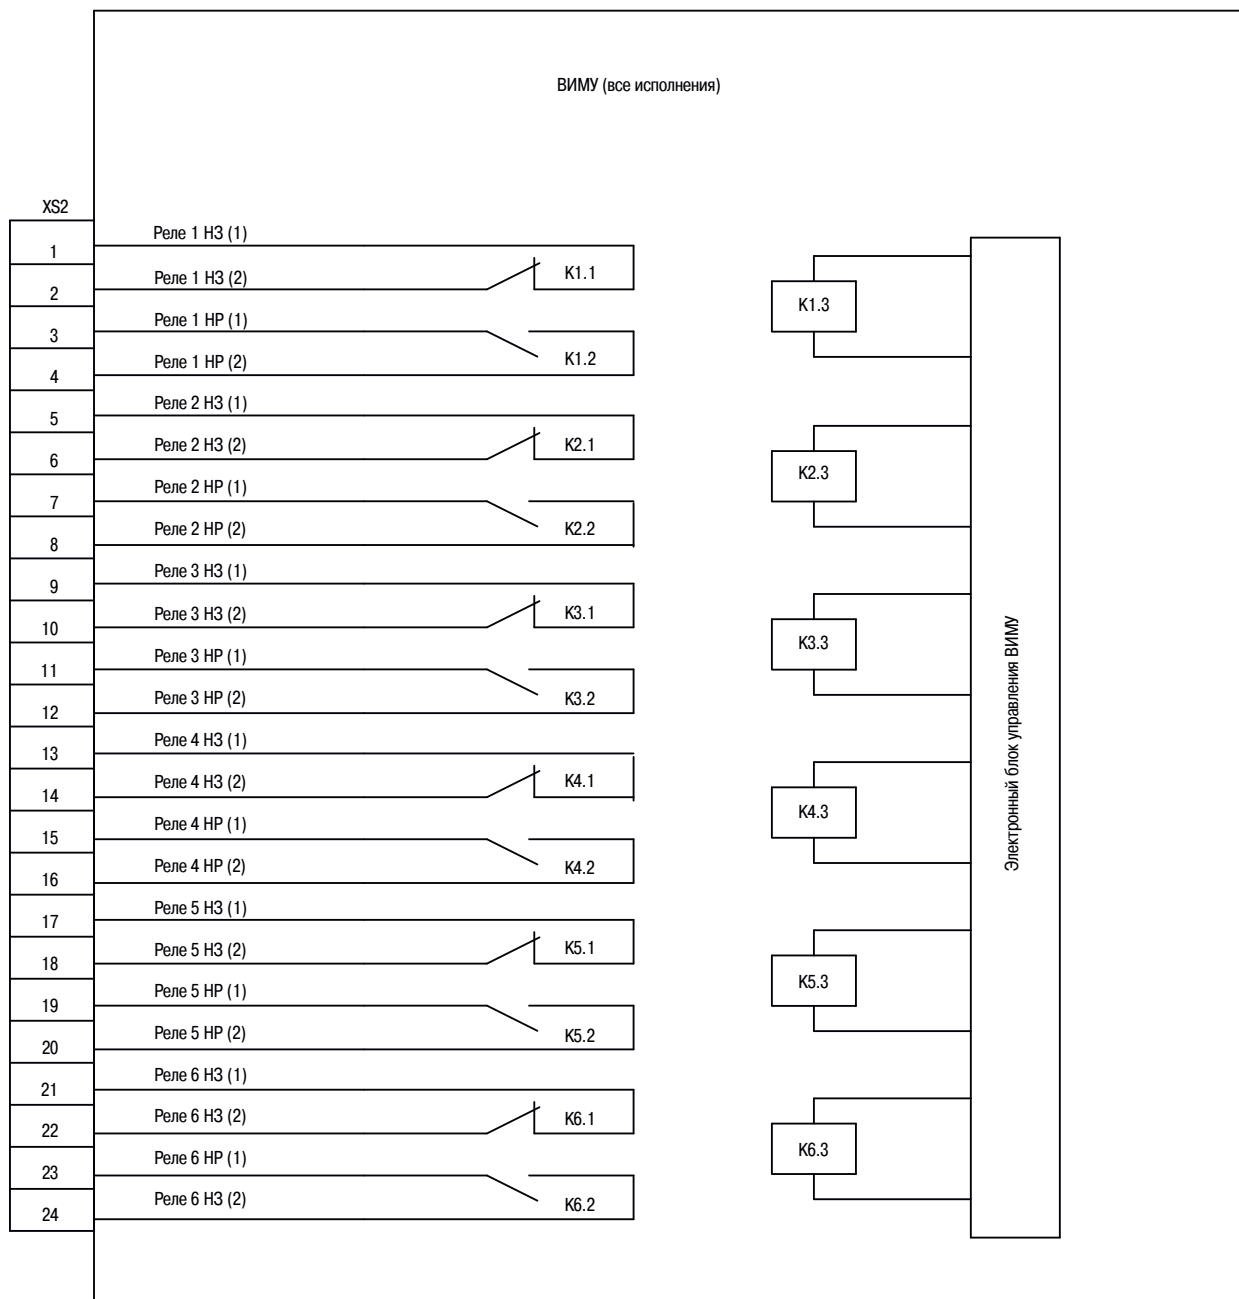 ВИМУ (все исполнения)
XS2
1
Реле 1 НЗ (1)
2
Реле 1 НЗ (2)
K1.1
3
Реле 1 НР (1)
4
Реле 1 НР (2)
K1.2
K1.3
5
Реле 2 НЗ (1)
6
Реле 2 НЗ (2)
K2.1
7
Реле 2 НР (1)
8
Реле 2 НР (2)
K2.2
K2.3
9
Реле 3 НЗ (1)
10
Реле 3 НЗ (2)
K3.1
11
Реле 3 НР (1)
12
Реле 3 НР (2)
K3.2
K3.3
13
Реле 4 НЗ (1)
14
Реле 4 НЗ (2)
K4.1
15
Реле 4 НР (1)
16
Реле 4 НР (2)
K4.2
K4.3
17
Реле 5 НЗ (1)
18
Реле 5 НЗ (2)
K5.1
19
Реле 5 НР (1)
20
Реле 5 НР (2)
K5.2
K5.3
21
Реле 6 НЗ (1)
22
Реле 6 НЗ (2)
K6.1
23
Реле 6 НР (1)
24
Реле 6 НЗ (2)
K6.2
K6.3
Электронный блок управления ВИМУ